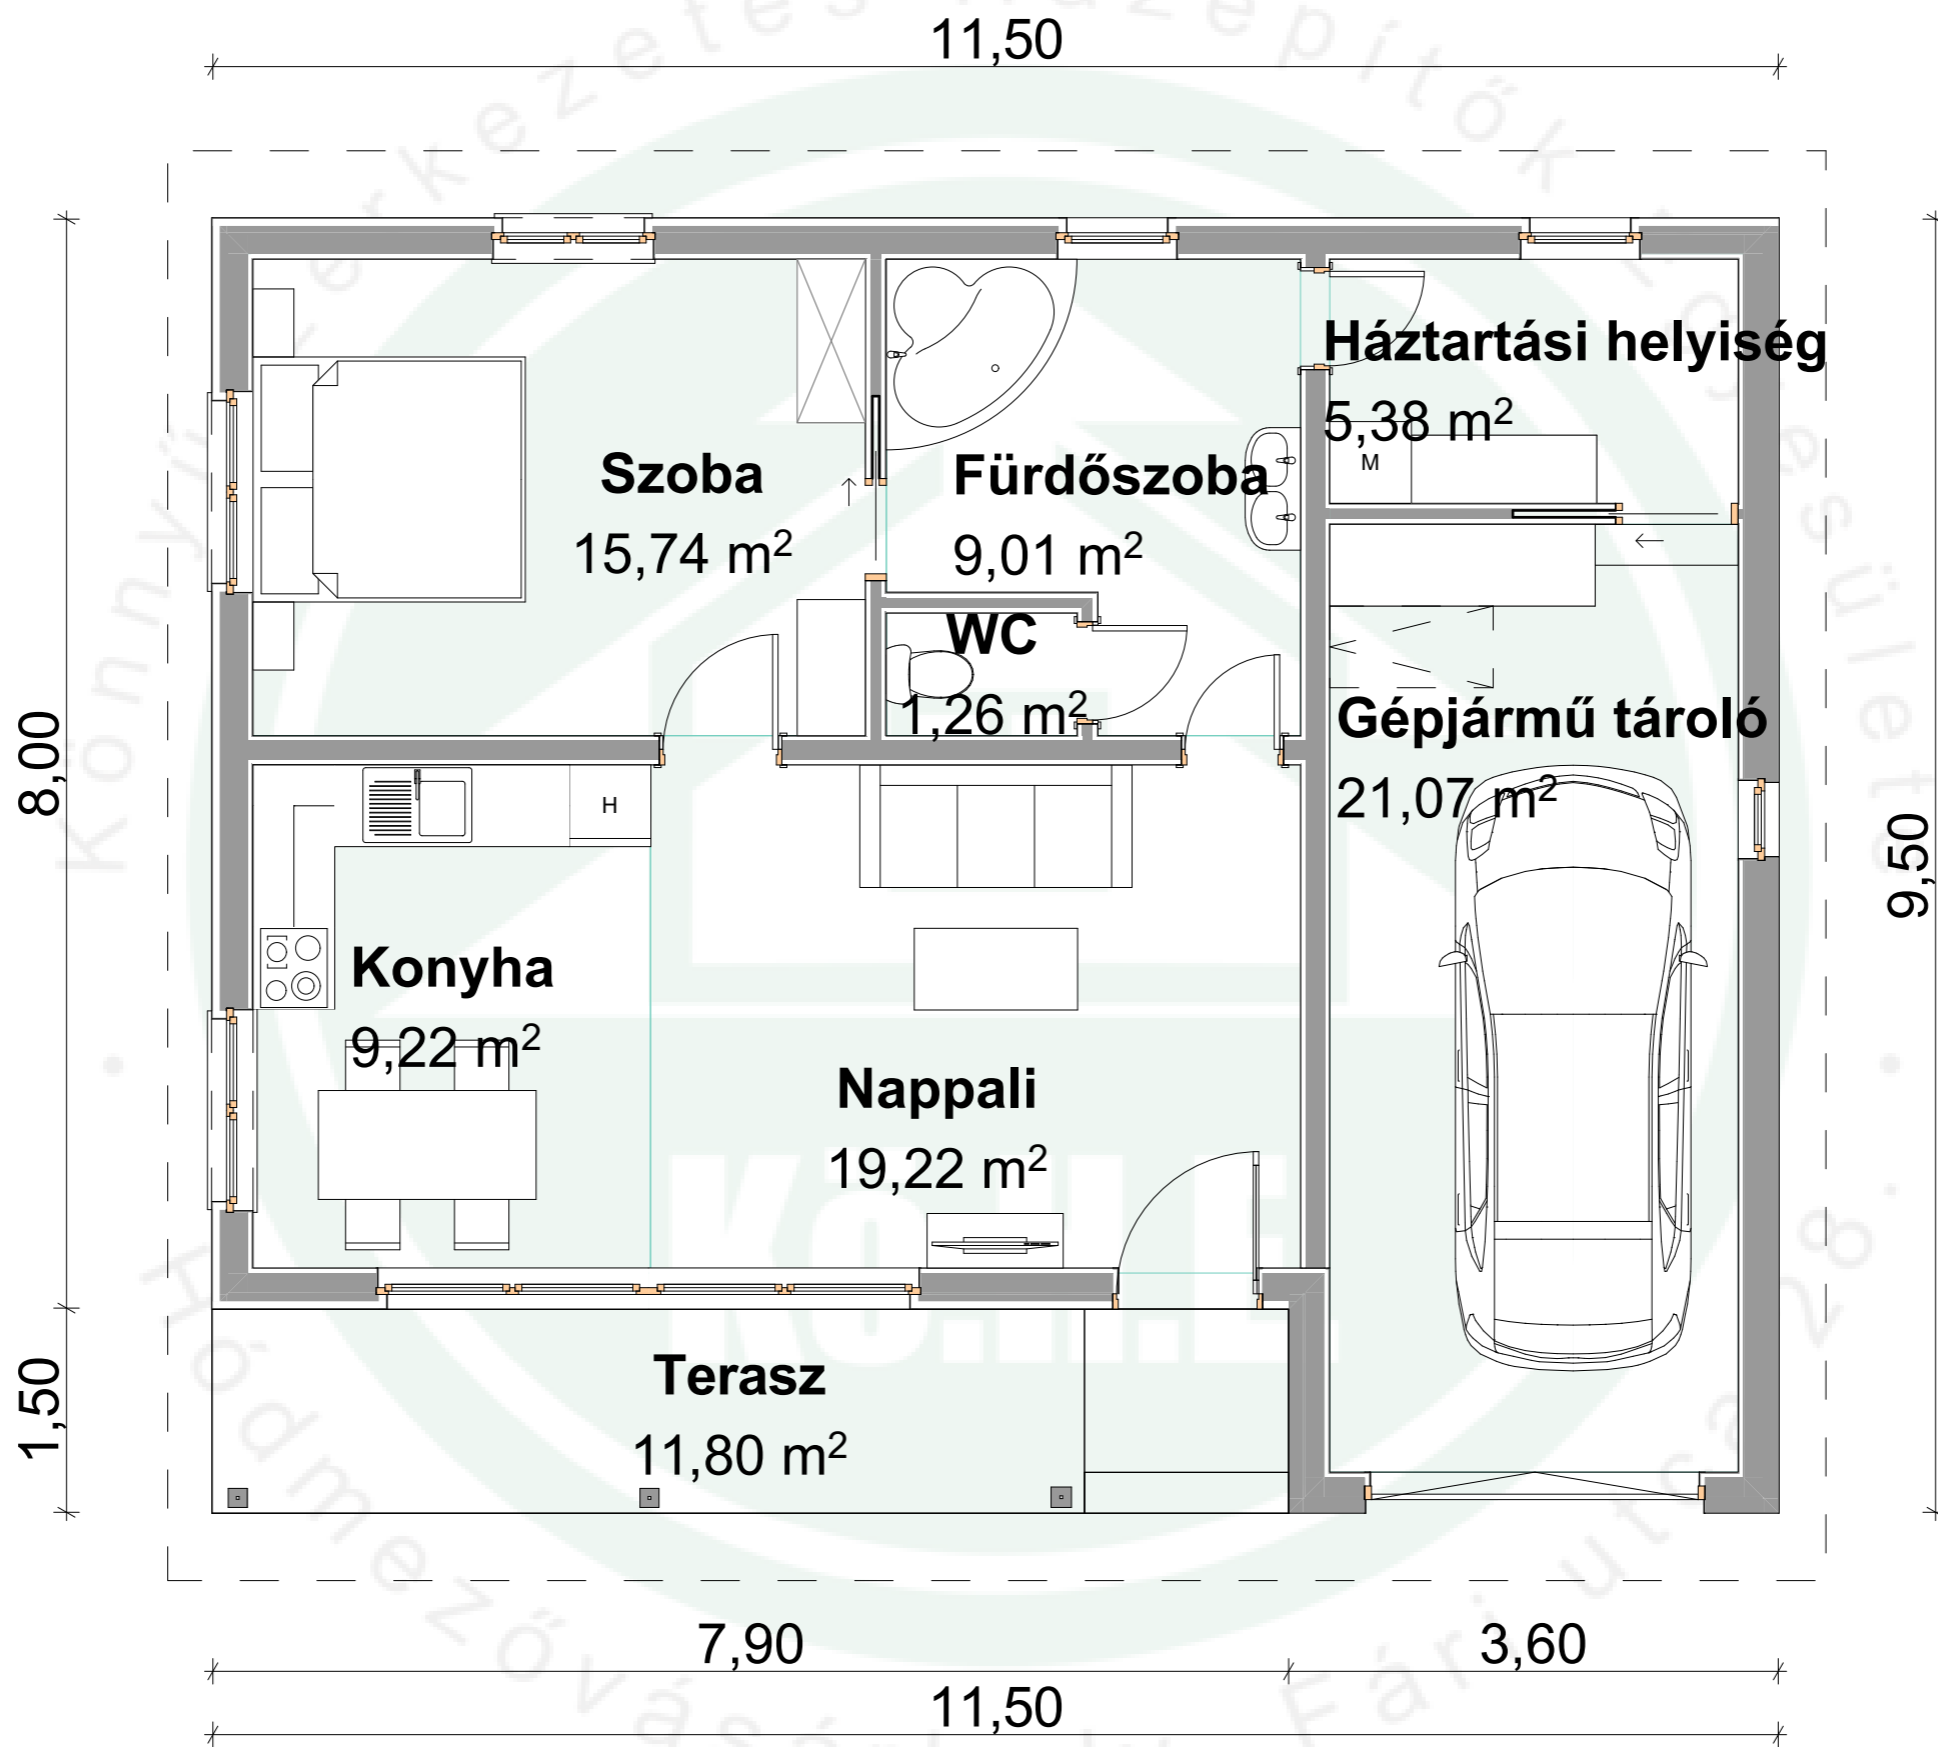 11,50
Háztartási helyiség
5,38 m²
M
Szoba
15,74 m²
Fürdőszoba
9,01 m²
WC
1,26 m²
Gépjármű tároló
21,07 m²
8,00
9,50
H
Konyha
9,22 m²
Nappali
19,22 m²
KÖ.H.E.
1,50
Terasz
11,80 m²
7,90
3,60
11,50